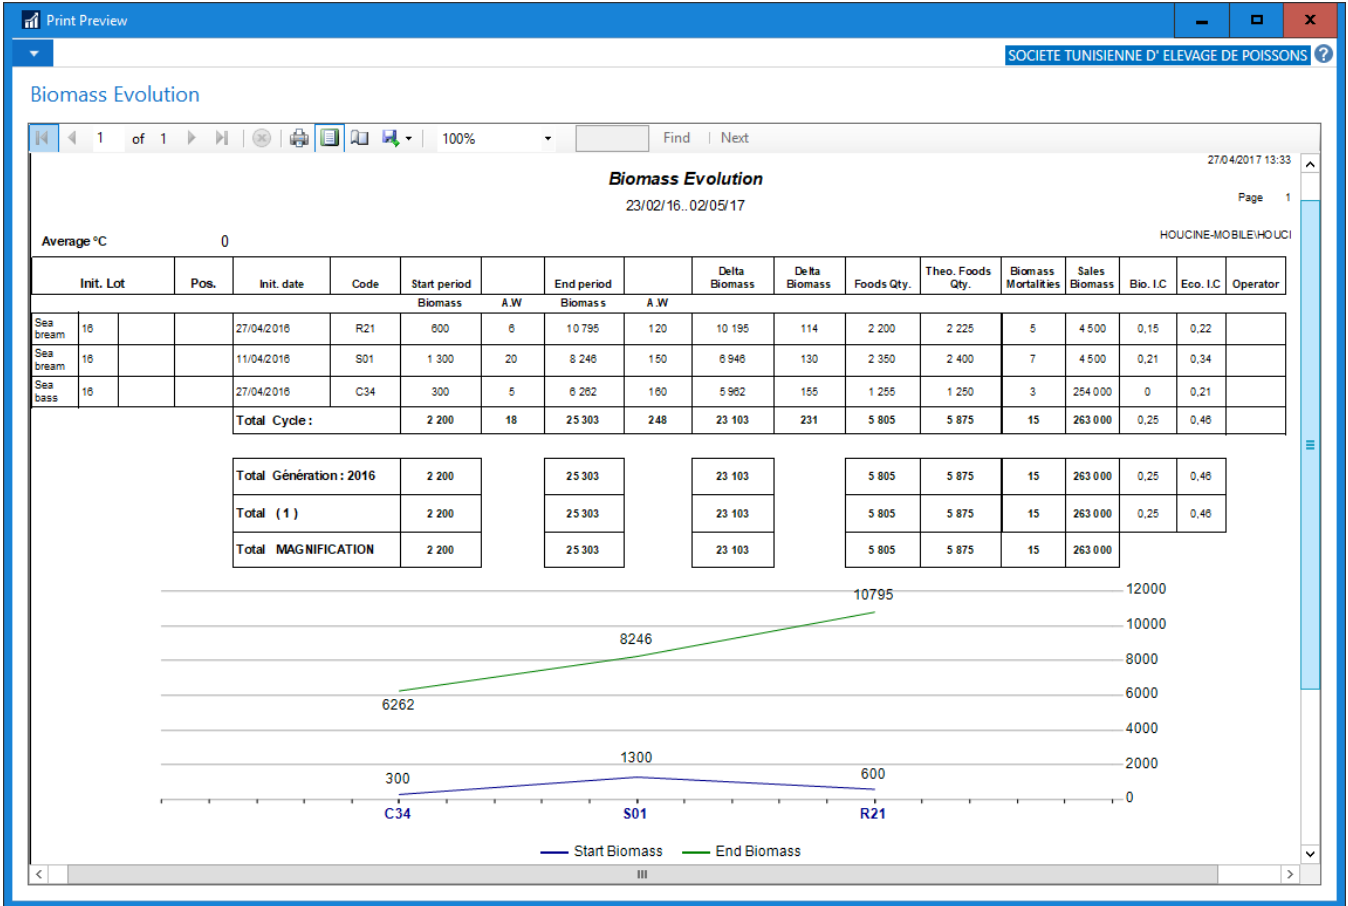 Print Preview
SOCIETE TUNISIENNE D' ELEVAGE DE POISSONS
Biomass Evolution
1 of 1 100% Find | Next
27/04/2017 13:33
Biomass Evolution
23/02/16..02/05/17
Page 1
HOUCINE-MOBILE\HOUCI
Average °C 0
Init. Lot Pos. Init. date Code Start period End period Delta Biomass Delta Biomass Foods Qty. Theo. Foods Qty. Biomass Mortalities Sales Biomass Bio. I.C Eco. I.C Operator
Biomass A.W Biomass A.W
Sea bream 16 27/04/2016 R21 600 6 10 795 120 10 195 114 2 200 2 225 5 4 500 0,15 0,22
Sea bream 16 11/04/2016 S01 1 300 20 8 246 150 6 946 130 2 350 2 400 7 4 500 0,21 0,34
Sea bass 16 27/04/2016 C34 300 5 6 262 160 5 962 155 1 255 1 250 3 254 000 0 0,21
Total Cycle : 2 200 18 25 303 248 23 103 231 5 805 5 875 15 263 000 0,25 0,46
Total Génération : 2016 2 200 25 303 23 103 5 805 5 875 15 263 000 0,25 0,46
Total ( 1 ) 2 200 25 303 23 103 5 805 5 875 15 263 000 0,25 0,46
Total MAGNIFICATION 2 200 25 303 23 103 5 805 5 875 15 263 000
12000
10795
10000
8246
8000
6000
6262
4000
1300
2000
300
600
0
C34 S01 R21
Start Biomass End Biomass